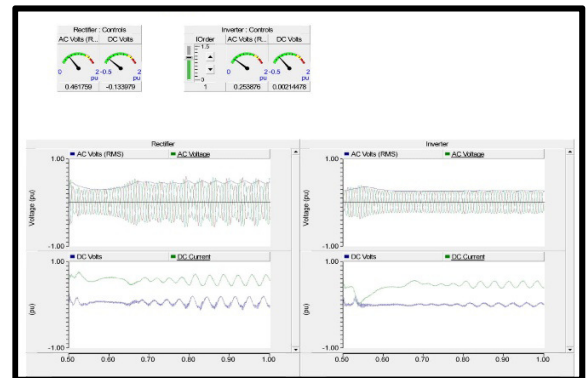 Rectifier : Controls
AC Volts (R... DC Volts
0 2 -0.5 2
pu pu
0.461759 -0.133979
Inverter : Controls
IOrder AC Volts (R... DC Volts
1.5
0
0 2 -0.5 2
pu pu
1 0.253876 0.00214478
Rectifier
AC Volts (RMS) AC Voltage
1.00
Voltage (pu)
-1.00
DC Volts DC Current
1.00
(pu)
-1.00
0.50 0.60 0.70 0.80 0.90 1.00
Inverter
AC Volts (RMS) AC Voltage
1.00
Voltage (pu)
-1.00
DC Volts DC Current
1.00
(pu)
-1.00
0.50 0.60 0.70 0.80 0.90 1.00